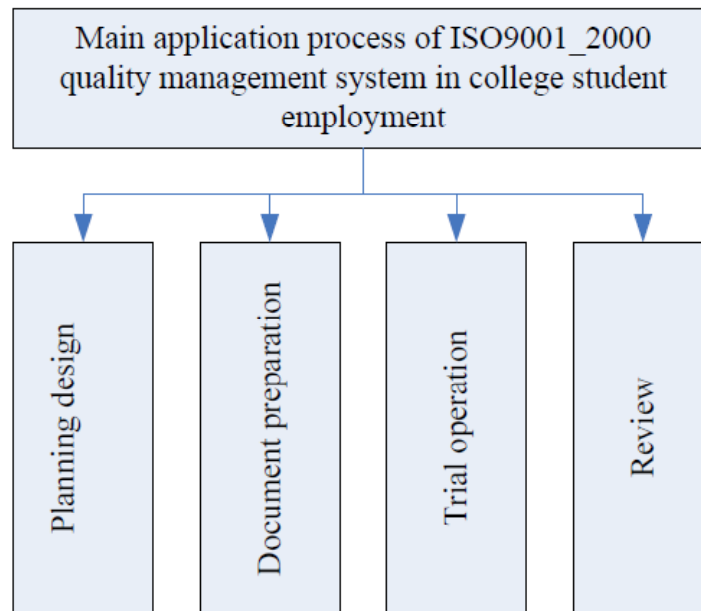 Main application process of ISO9001_2000
quality management system in college student
employment
Planning design
Document preparation
Trial operation
Review